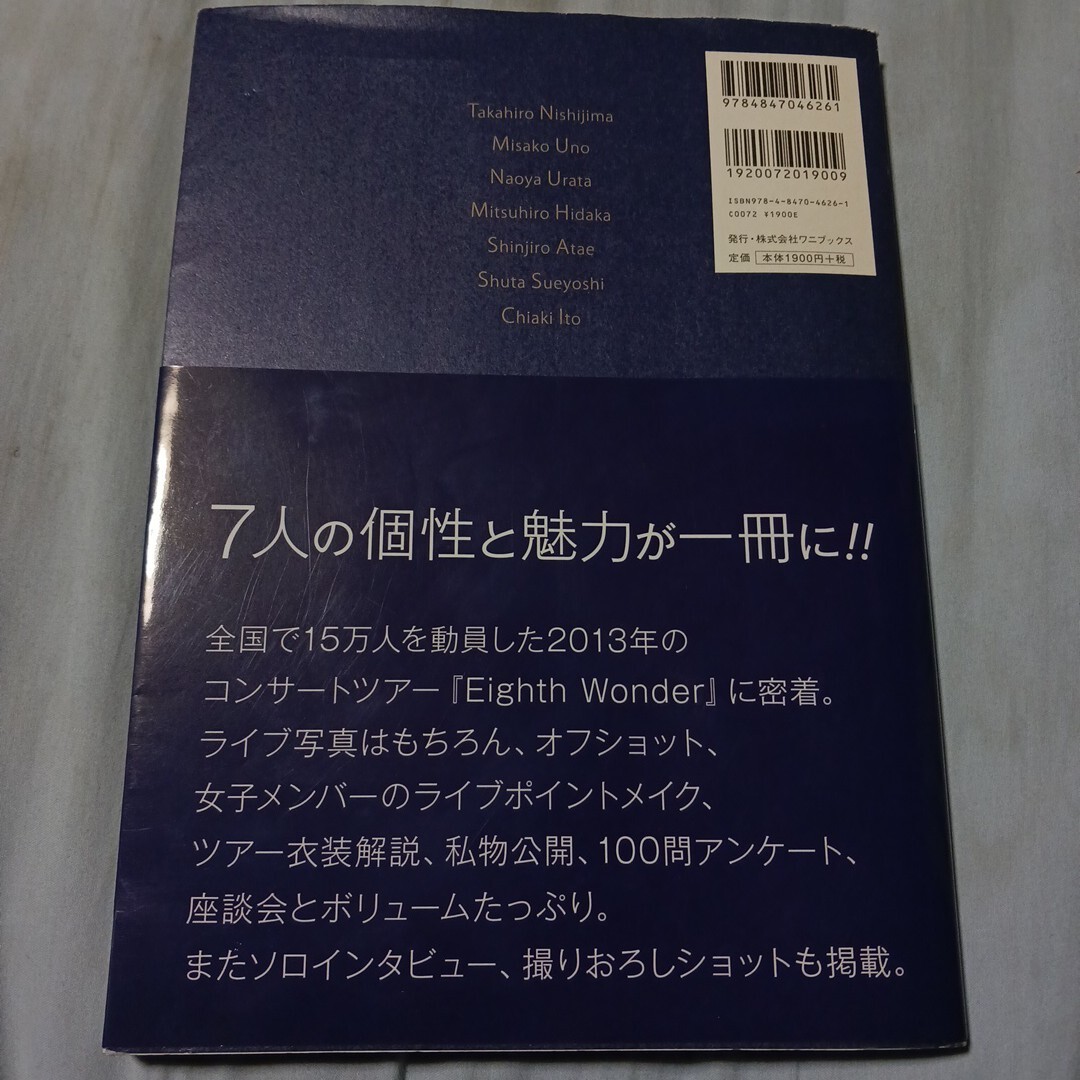 Takahiro Nishijima
Misako Uno
Naoya Urata
Mitsuhiro Hidaka
Shinjiro Atae
Shuta Sueyoshi
Chiaki Ito
9784847046261
1920072019009
ISBN978-4-8470-4626-1
C0072 ¥1900E
発行・株式会社ワニブックス
定価 本体1900円+税
7人の個性と魅力が一冊に!!
全国で15万人を動員した2013年の
コンサートツアー『Eighth Wonder』に密着。
ライブ写真はもちろん、オフショット、
女子メンバーのライブポイントメイク、
ツアー衣装解説、私物公開、100問アンケート、
座談会とボリュームたっぷり。
またソロインタビュー、撮りおろしショットも掲載。